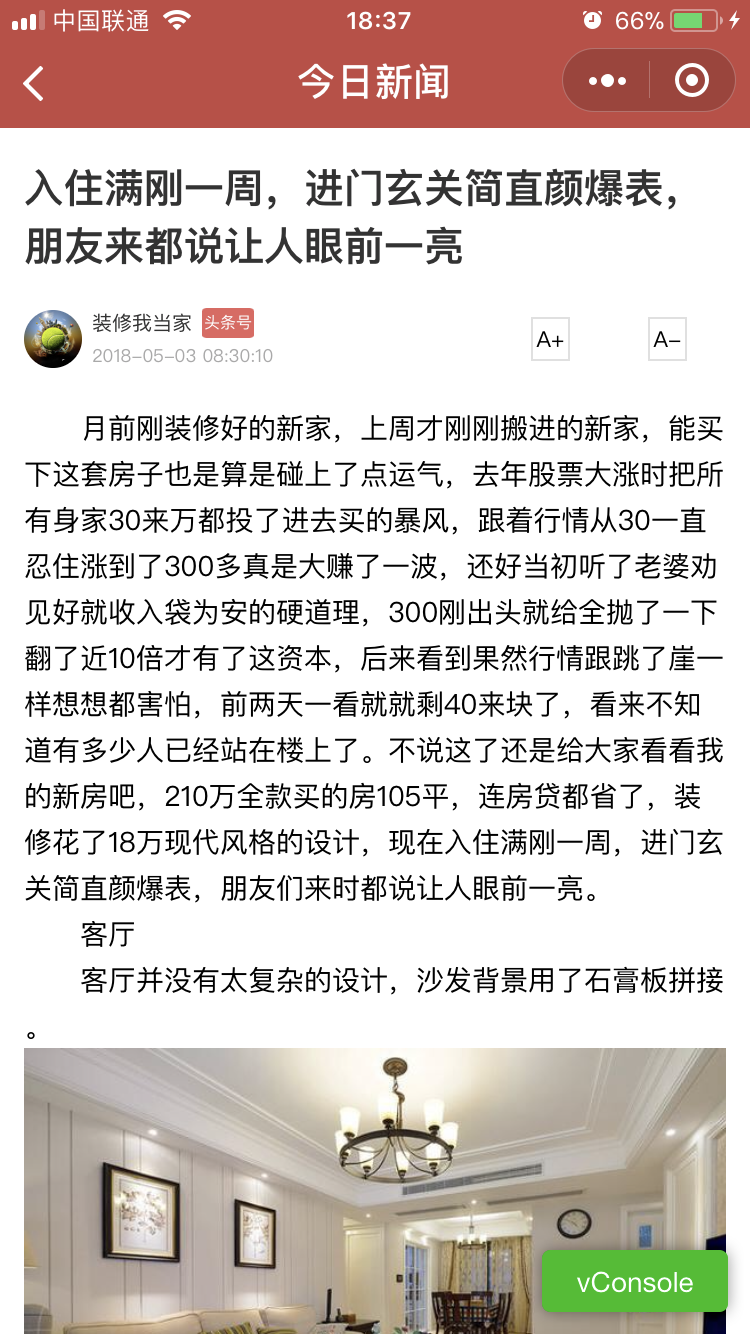 中国联通 18:37 66%
今日新闻
入住满刚一周，进门玄关简直颜爆表，
朋友来都说让人眼前一亮
装修我当家 头条号
2018-05-03 08:30:10
A+ A-
月前刚装修好的新家，上周才刚刚搬进的新家，能买
下这套房子也是算是碰上了点运气，去年股票大涨时把所
有身家30来万都投了进去买的暴风，跟着行情从30一直
忍住涨到了300多真是大赚了一波，还好当初听了老婆劝
见好就收入袋为安的硬道理，300刚出头就给全抛了一下
翻了近10倍才有了这资本，后来看到果然行情跟跳了崖一
样想想都害怕，前两天一看就就剩40来块了，看来不知
道有多少人已经站在楼上了。不说这了还是给大家看看我
的新房吧，210万全款买的房105平，连房贷都省了，装
修花了18万现代风格的设计，现在入住满刚一周，进门玄
关简直颜爆表，朋友们来时都说让人眼前一亮。
客厅
客厅并没有太复杂的设计，沙发背景用了石膏板拼接
。
vConsole